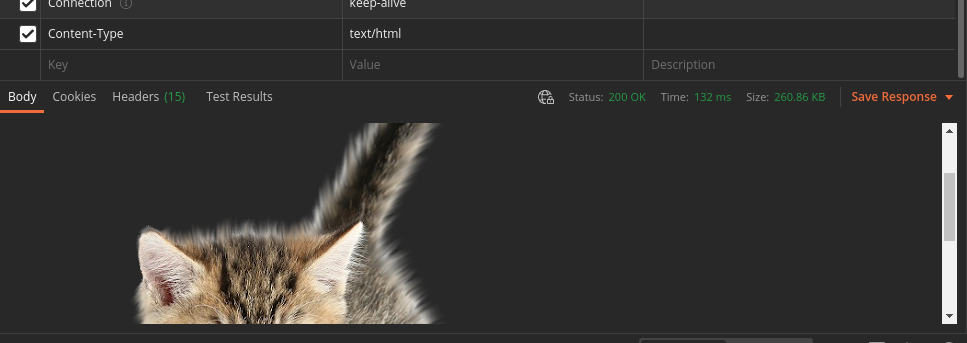 Connection keep-alive
Content-Type text/html
Key Value Description
Body Cookies Headers (15) Test Results Status: 200 OK Time: 132 ms Size: 260.86 KB Save Response